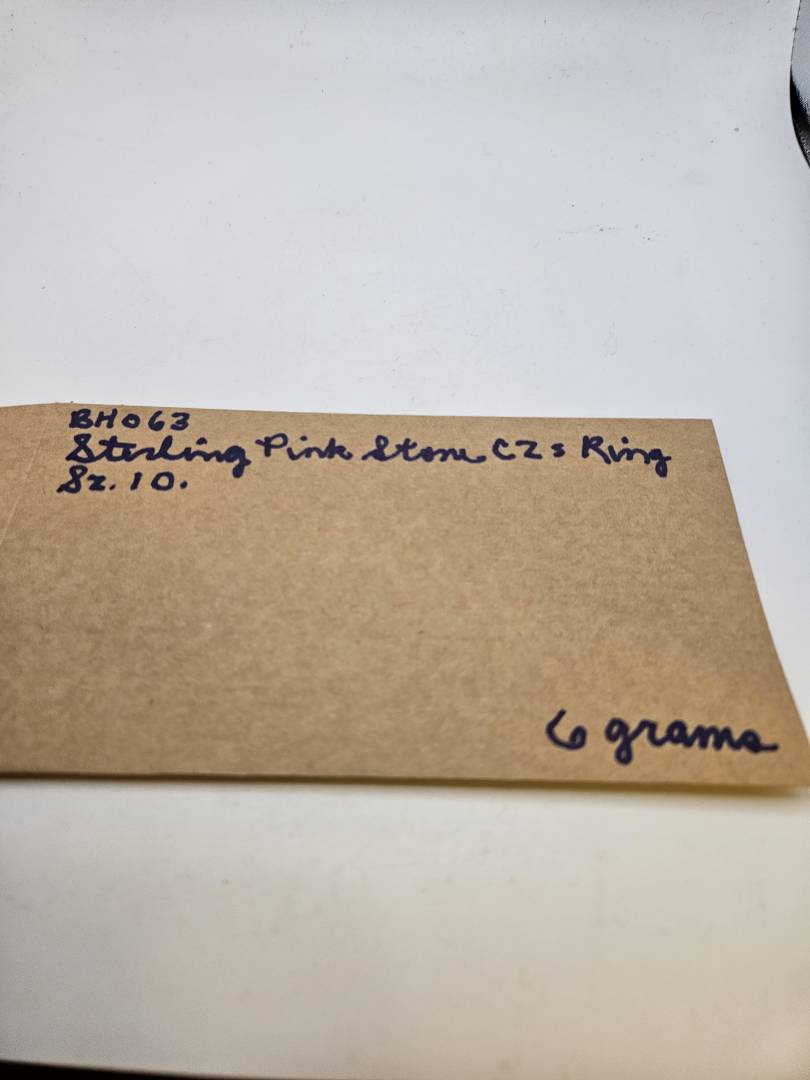 BH063
Sterling Pink Stone CZs Ring
Sz. 10.
6 grams